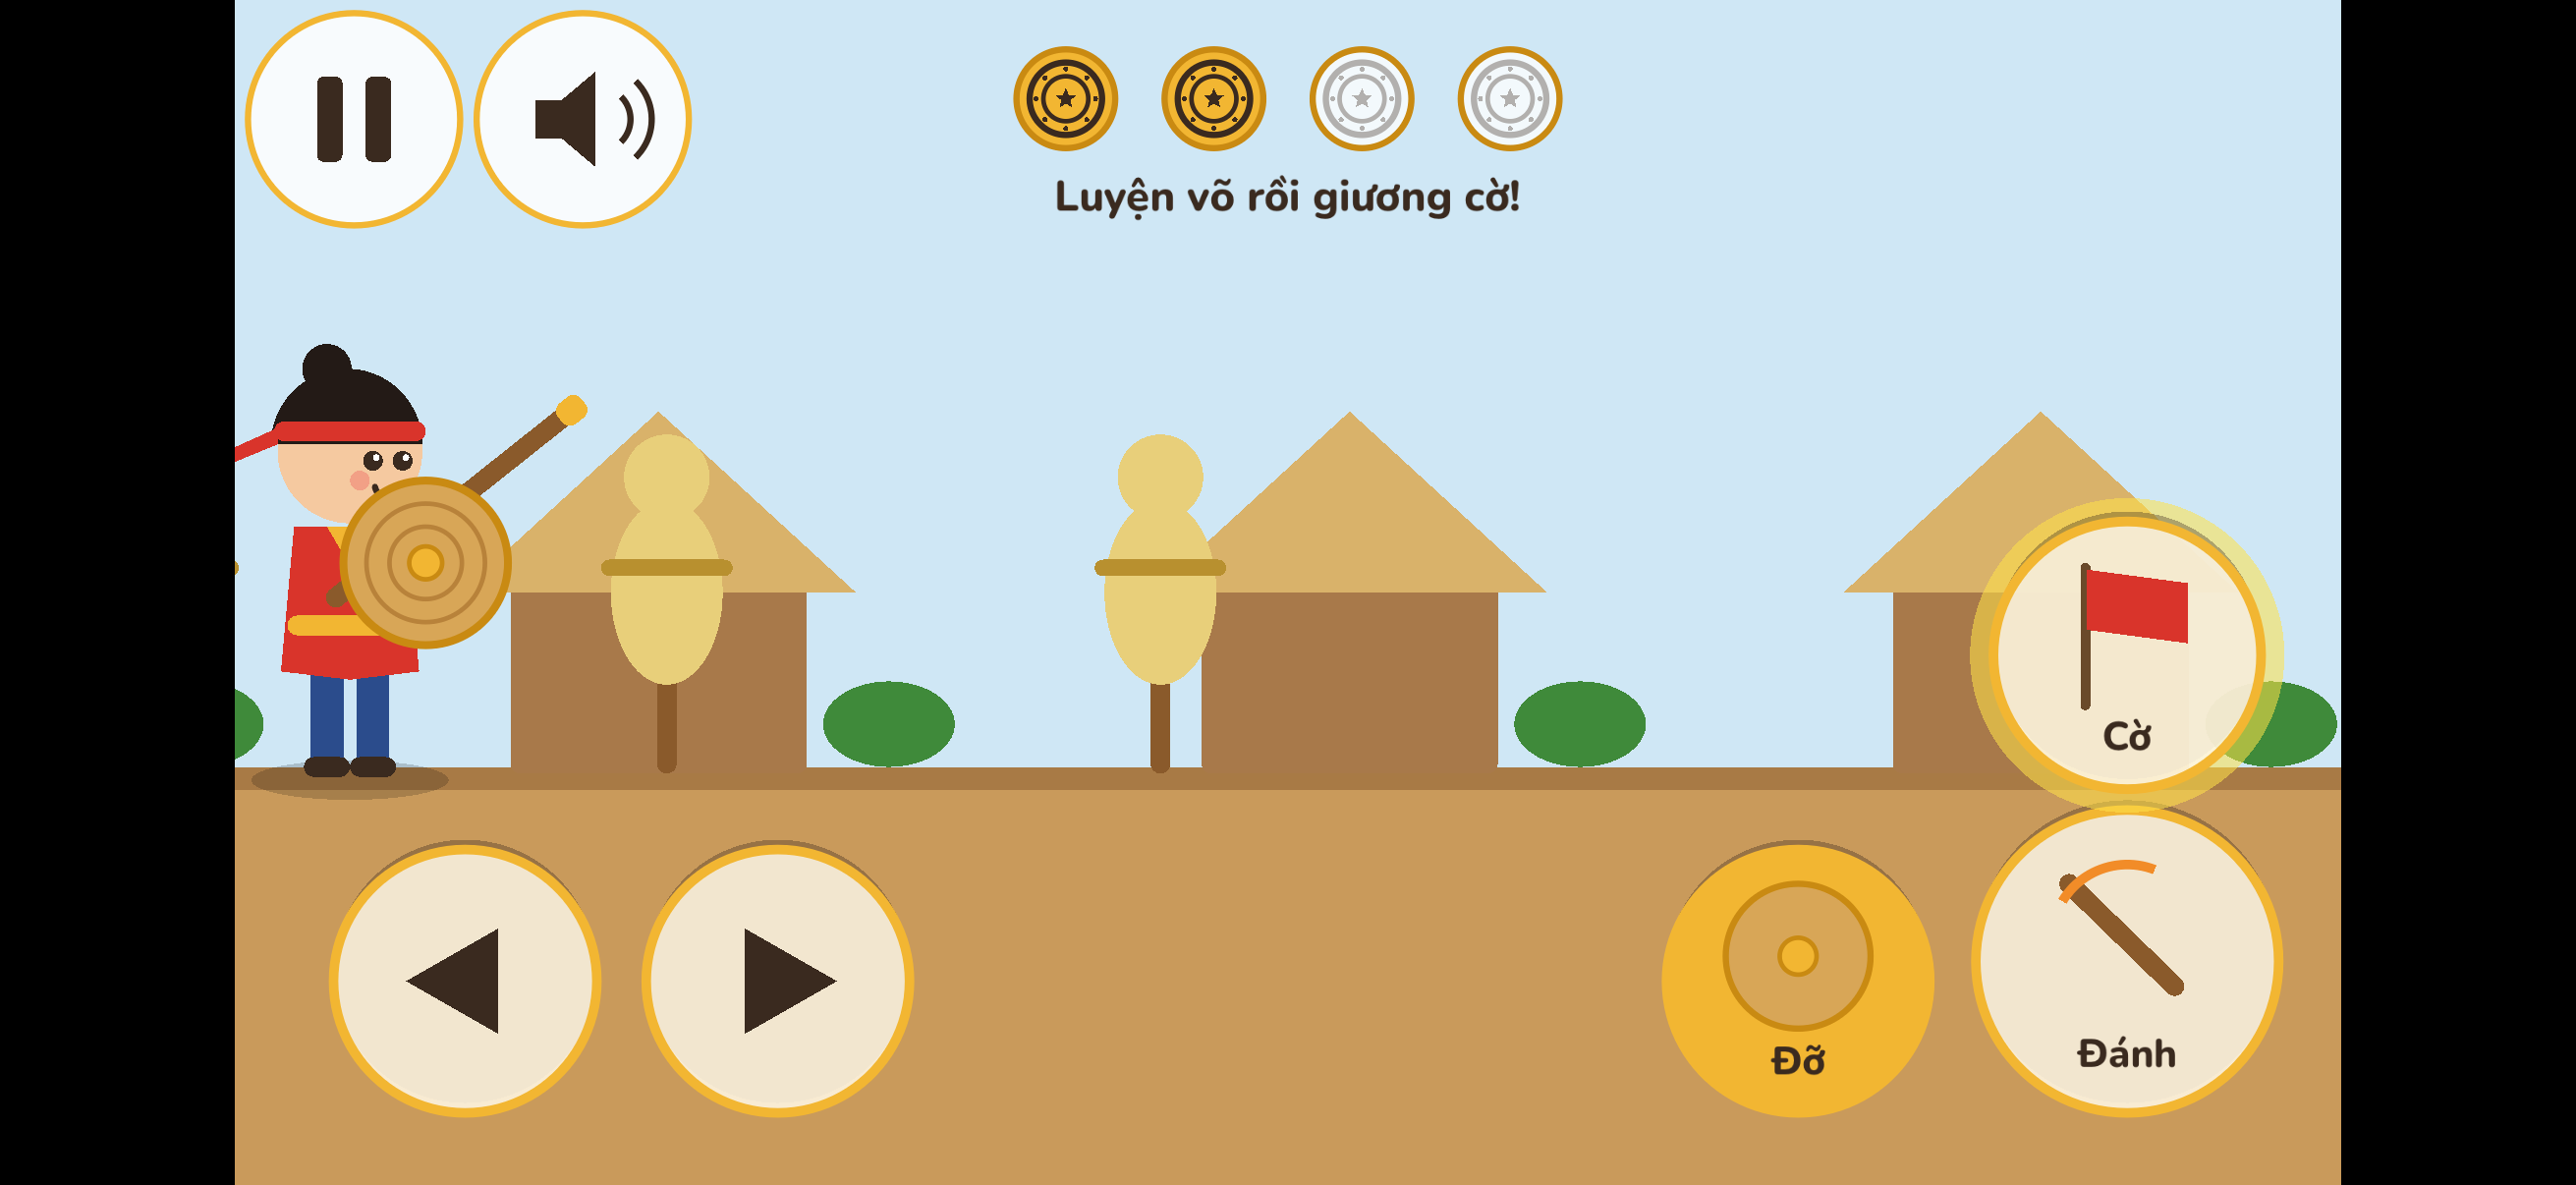 Luyện võ rồi giương cờ!
Cờ
Đỡ
Đánh